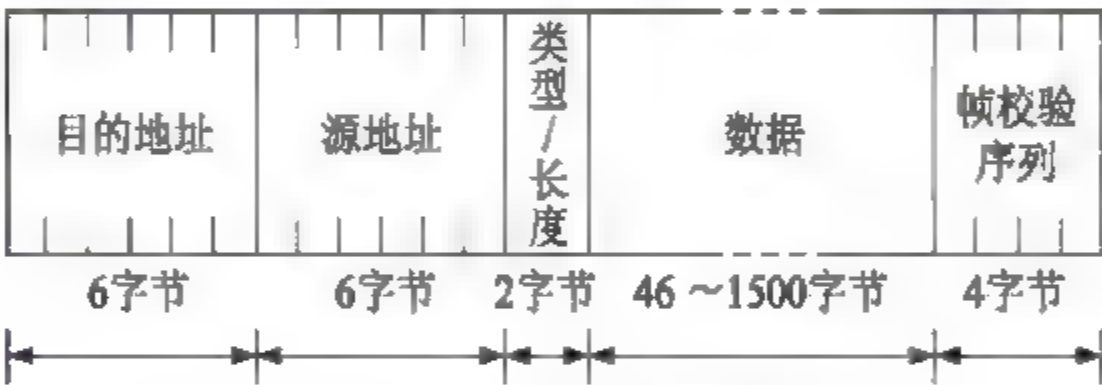 目的地址
源地址
类型/长度
数据
帧校验
序列
6字节
6字节
2字节
46～1500字节
4字节